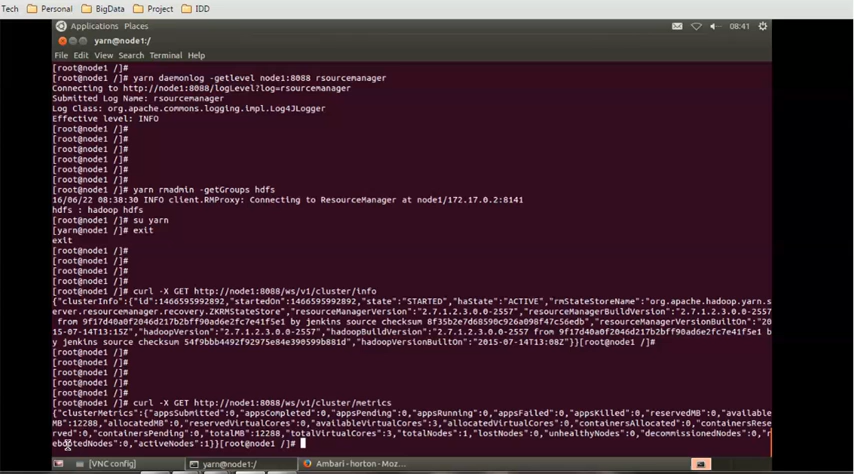 Tech Personal BigData Project IDD
Applications Places 08:41
yarn@node1:/
File Edit View Search Terminal Help
[root@node1 /]#
[root@node1 /]# yarn daemonlog -getlevel node1:8088 rsourcemanager
Connecting to http://node1:8088/logLevel?log=rsourcemanager
Submitted Log Name: rsourcemanager
Log Class: org.apache.commons.logging.impl.Log4JLogger
Effective level: INFO
[root@node1 /]#
[root@node1 /]#
[root@node1 /]#
[root@node1 /]#
[root@node1 /]#
[root@node1 /]#
[root@node1 /]# yarn rmadmin -getGroups hdfs
16/06/22 08:38:30 INFO client.RMProxy: Connecting to ResourceManager at node1/172.17.0.2:8141
hdfs : hadoop hdfs
[root@node1 /]# su yarn
[yarn@node1 /]$ exit
exit
[root@node1 /]#
[root@node1 /]#
[root@node1 /]#
[root@node1 /]#
[root@node1 /]# curl -X GET http://node1:8088/ws/v1/cluster/info
{"clusterInfo":{"id":1466595992892,"startedOn":1466595992892,"state":"STARTED","haState":"ACTIVE","rmStateStoreName":"org.apache.hadoop.yarn.s
erver.resourcemanager.recovery.ZKRMStateStore","resourceManagerVersion":"2.7.1.2.3.0.0-2557","resourceManagerBuildVersion":"2.7.1.2.3.0.0-2557
from 9f17d40a0f2046d217b2bff90ad6e2fc7e41f5e1 by jenkins source checksum 8f35b2e7d68590c926a098f47c56edb","resourceManagerVersionBuiltOn":"20
15-07-14T13:15Z","hadoopVersion":"2.7.1.2.3.0.0-2557","hadoopBuildVersion":"2.7.1.2.3.0.0-2557 from 9f17d40a0f2046d217b2bff90ad6e2fc7e41f5e1 b
y jenkins source checksum 54f9bbb4492f92975e84e390599b881d","hadoopVersionBuiltOn":"2015-07-14T13:08Z"}}[root@node1 /]#
[root@node1 /]#
[root@node1 /]#
[root@node1 /]#
[root@node1 /]#
[root@node1 /]# curl -X GET http://node1:8088/ws/v1/cluster/metrics
{"clusterMetrics":{"appsSubmitted":0,"appsCompleted":0,"appsPending":0,"appsRunning":0,"appsFailed":0,"appsKilled":0,"reservedMB":0,"available
MB":12288,"allocatedMB":0,"reservedVirtualCores":0,"availableVirtualCores":3,"allocatedVirtualCores":0,"containersAllocated":0,"containersRese
rved":0,"containersPending":0,"totalMB":12288,"totalVirtualCores":3,"totalNodes":1,"lostNodes":0,"unhealthyNodes":0,"decommissionedNodes":0,"r
ebootedNodes":0,"activeNodes":1}}[root@node1 /]#
[VNC config] yarn@node1:/ Ambari - horton - Moz...